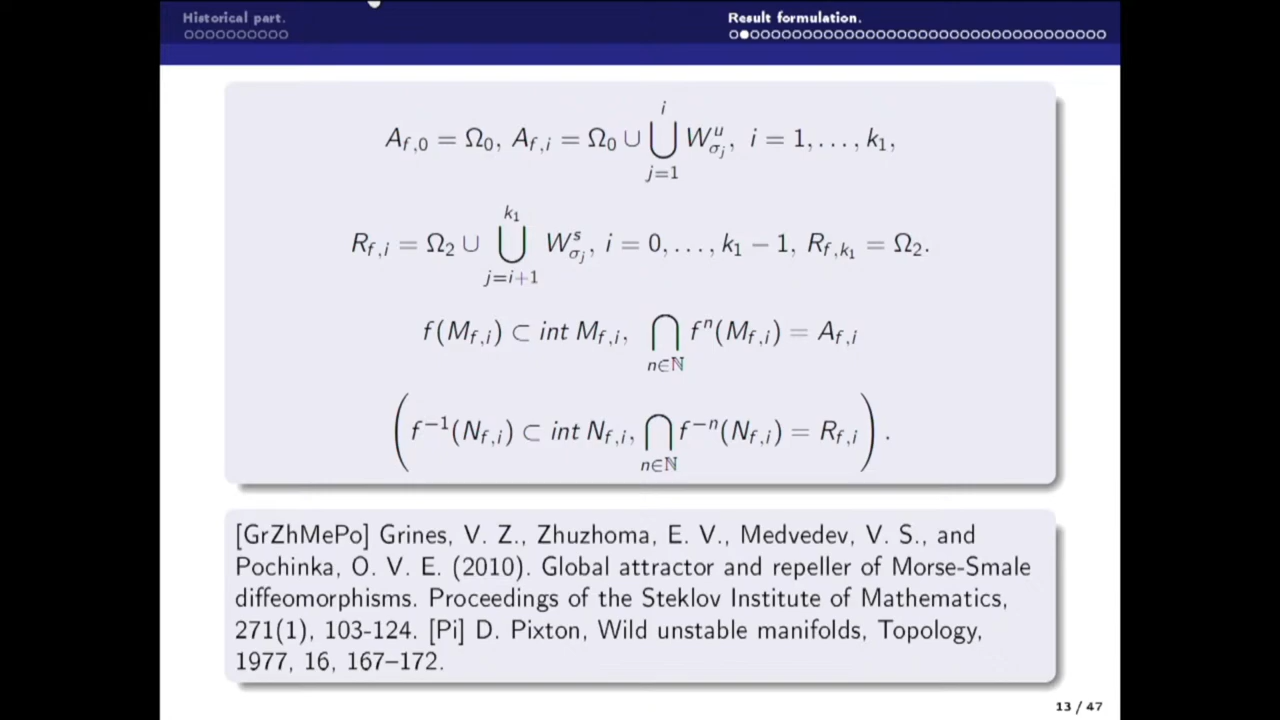 Historical part.
Result formulation.
A_{f,0} = Ω_0, A_{f,i} = Ω_0 ∪ ⋃_{j=1}^{i} W^u_{σ_j}, i = 1, . . . , k_1,
R_{f,i} = Ω_2 ∪ ⋃_{j=i+1}^{k_1} W^s_{σ_j}, i = 0, . . . , k_1 − 1, R_{f,k_1} = Ω_2.
f(M_{f,i}) ⊂ int M_{f,i}, ⋂_{n∈ℕ} f^n(M_{f,i}) = A_{f,i}
(f^{−1}(N_{f,i}) ⊂ int N_{f,i}, ⋂_{n∈ℕ} f^{−n}(N_{f,i}) = R_{f,i}).
[GrZhMePo] Grines, V. Z., Zhuzhoma, E. V., Medvedev, V. S., and
Pochinka, O. V. E. (2010). Global attractor and repeller of Morse-Smale
diffeomorphisms. Proceedings of the Steklov Institute of Mathematics,
271(1), 103-124. [Pi] D. Pixton, Wild unstable manifolds, Topology,
1977, 16, 167–172.
13 / 47